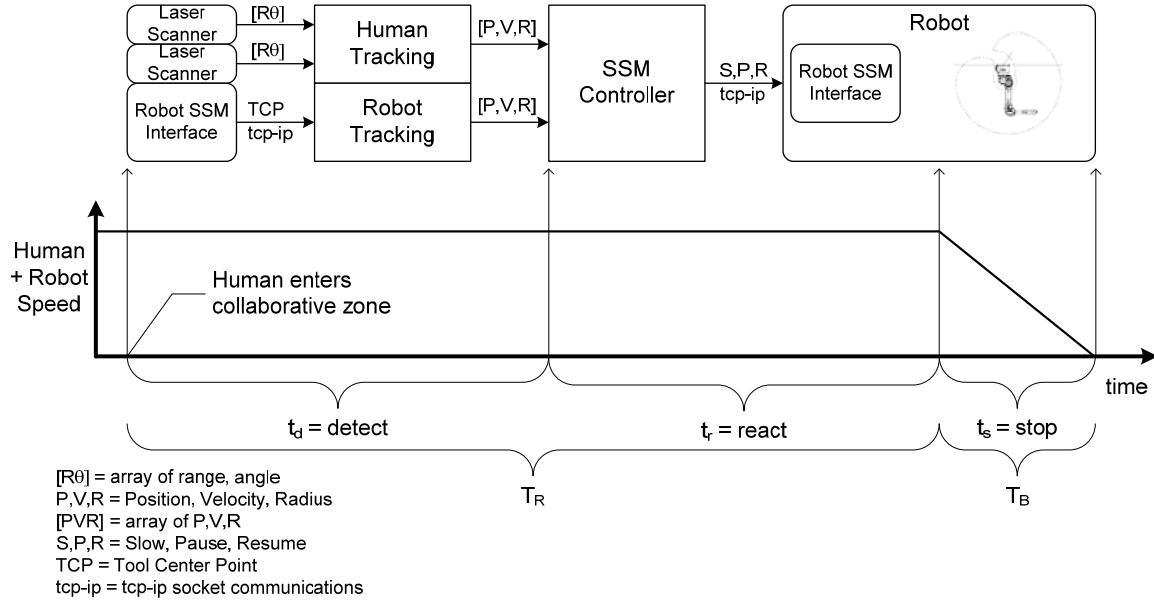 Laser
Scanner
[Rθ]
Laser
Scanner
[Rθ]
Robot SSM
Interface
TCP
tcp-ip
Human
Tracking
Robot
Tracking
[P,V,R]
[P,V,R]
SSM
Controller
S,P,R
tcp-ip
Robot
Robot SSM
Interface
Human
+ Robot
Speed
Human enters
collaborative zone
time
t_d = detect
t_r = react
t_s = stop
T_R
T_B
[Rθ] = array of range, angle
P,V,R = Position, Velocity, Radius
[PVR] = array of P,V,R
S,P,R = Slow, Pause, Resume
TCP = Tool Center Point
tcp-ip = tcp-ip socket communications